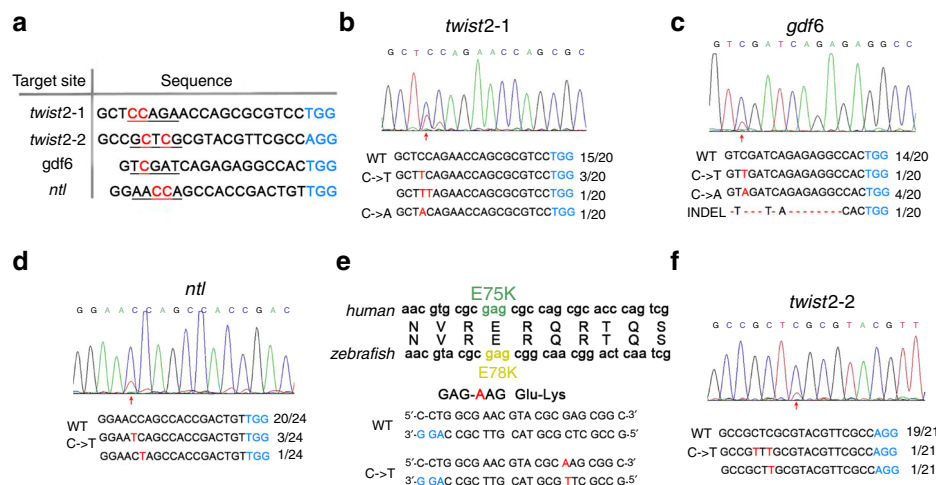 a
Target site Sequence
twist2-1 GCTCCAGAACCAGCGCGTCCTGG
twist2-2 GCCGCTCGCGTACGTTCGCCAGG
gdf6 GTCGATCAGAGAGGCCACTGG
ntl GGAACCAGCCACCGACTGTTGG
b
twist2-1
G C T C C A G A A C C A G C G C
WT GCTCCAGAACCAGCGCGTCCTGG 15/20
C->T GCTTCAGAACCAGCGCGTCCTGG 3/20
GCTTTAGAACCAGCGCGTCCTGG 1/20
C->A GCTACAGAACCAGCGCGTCCTGG 1/20
c
gdf6
G T C G A T C A G A G A G G C C
WT GTCGATCAGAGAGGCCACTGG 14/20
C->T GTTGATCAGAGAGGCCACTGG 1/20
C->A GTAGATCAGAGAGGCCACTGG 4/20
INDEL -T--T-A--------CACTGG 1/20
d
ntl
G G A A C C A G C C A C C G A C
WT GGAACCAGCCACCGACTGTTGG 20/24
C->T GGAATCAGCCACCGACTGTTGG 3/24
GGAACTAGCCACCGACTGTTGG 1/24
e
E75K
human aac gtg cgc gag cgc cag cgc acc cag tcg
N V R E R Q R T Q S
N V R E R Q R T Q S
zebrafish aac gta cgc gag cgg caa cgg act caa tcg
E78K
GAG-AAG Glu-Lys
WT 5′-C-CTG GCG AAC GTA CGC GAG CGG C-3′
3′-G GAC CGC TTG CAT GCG CTC GCC G-5′
C->T 5′-C-CTG GCG AAC GTA CGC AAG CGG C-3′
3′-G GAC CGC TTG CAT GCG TTC GCC G-5′
f
twist2-2
G C C G C T C G C G T A C G T T
WT GCCGCTCGCGTACGTTCGCCAGG 19/21
C->T GCCGTTTGCGTACGTTCGCCAGG 1/21
GCCGCTTGCGTACGTTCGCCAGG 1/21